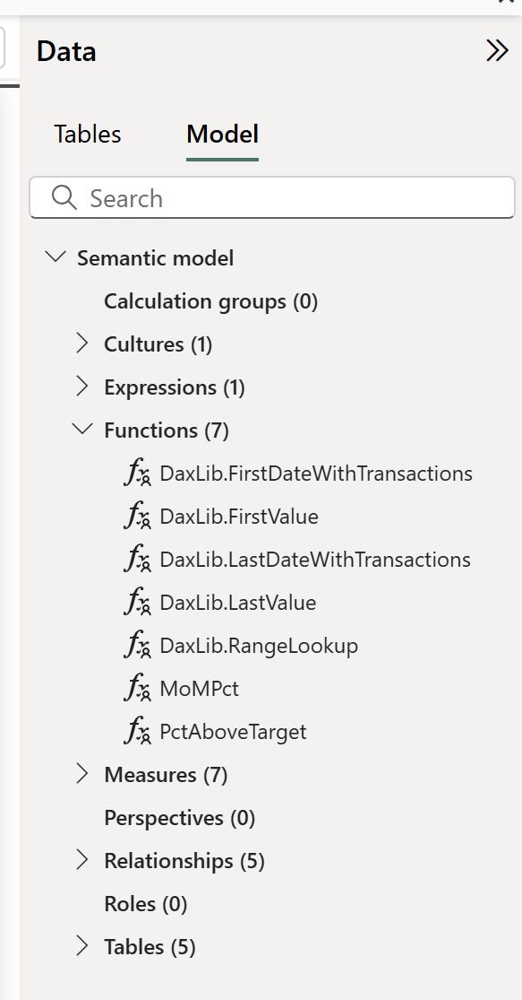 Data
Tables Model
Search
Semantic model
Calculation groups (0)
Cultures (1)
Expressions (1)
Functions (7)
DaxLib.FirstDateWithTransactions
DaxLib.FirstValue
DaxLib.LastDateWithTransactions
DaxLib.LastValue
DaxLib.RangeLookup
MoMPct
PctAboveTarget
Measures (7)
Perspectives (0)
Relationships (5)
Roles (0)
Tables (5)